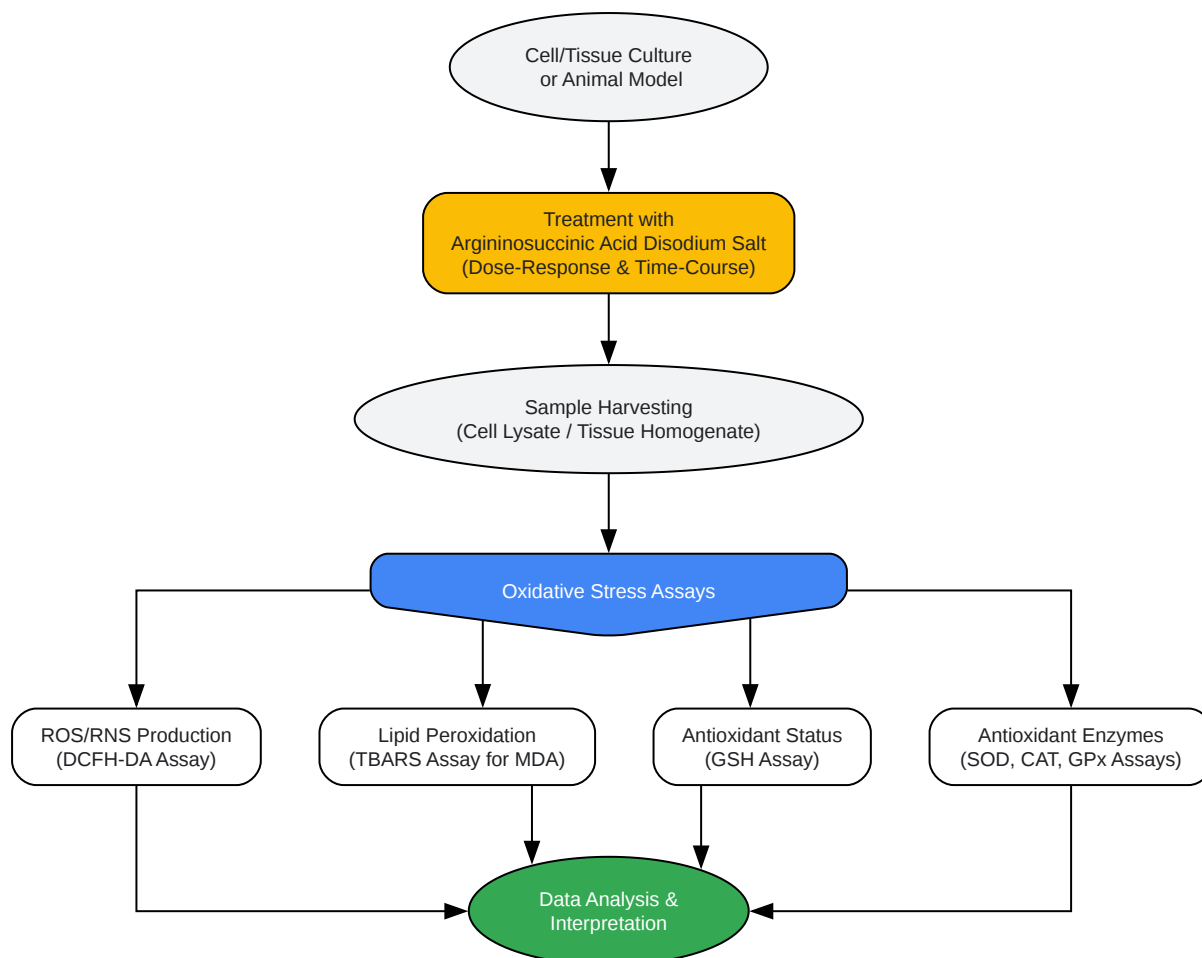 Cell/Tissue Culture
or Animal Model
Treatment with
Argininosuccinic Acid Disodium Salt
(Dose-Response & Time-Course)
Sample Harvesting
(Cell Lysate / Tissue Homogenate)
Oxidative Stress Assays
ROS/RNS Production
(DCFH-DA Assay)
Lipid Peroxidation
(TBARS Assay for MDA)
Antioxidant Status
(GSH Assay)
Antioxidant Enzymes
(SOD, CAT, GPx Assays)
Data Analysis &
Interpretation